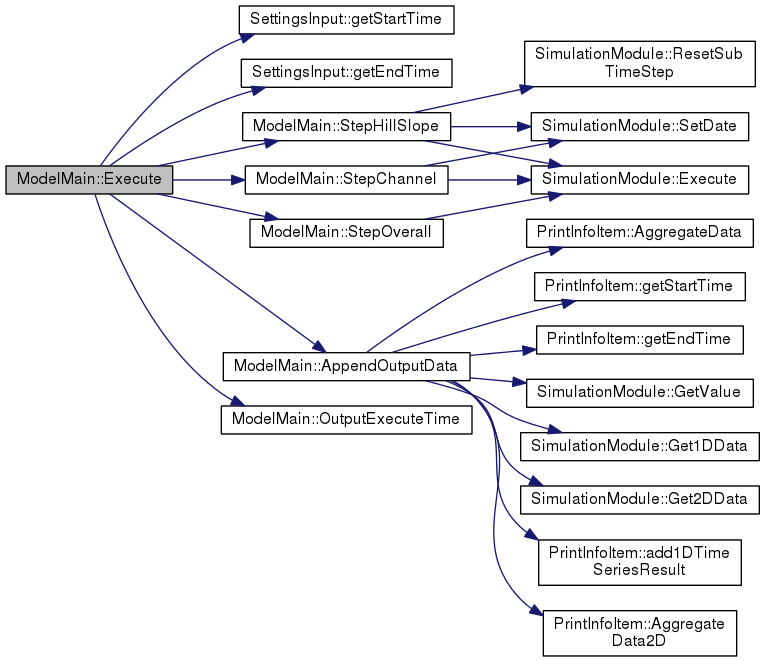 SettingsInput::getStartTime
SettingsInput::getEndTime
ModelMain::StepHillSlope
ModelMain::Execute
ModelMain::StepChannel
ModelMain::StepOverall
ModelMain::AppendOutputData
ModelMain::OutputExecuteTime
SimulationModule::ResetSub
TimeStep
SimulationModule::SetDate
SimulationModule::Execute
PrintInfoItem::AggregateData
PrintInfoItem::getStartTime
PrintInfoItem::getEndTime
SimulationModule::GetValue
SimulationModule::Get1DData
SimulationModule::Get2DData
PrintInfoItem::add1DTime
SeriesResult
PrintInfoItem::Aggregate
Data2D